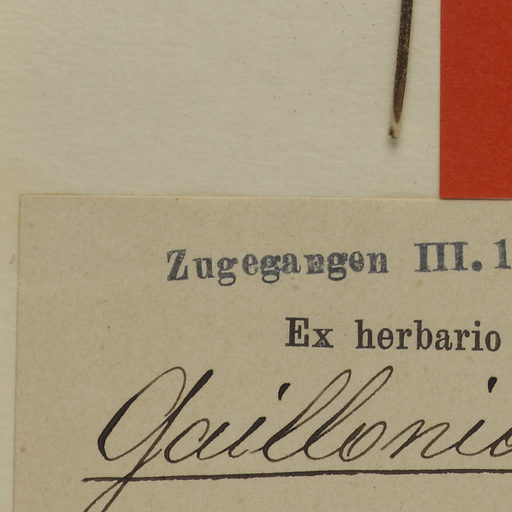 Zugegangen III. 1
Ex herbario
Gaillonia